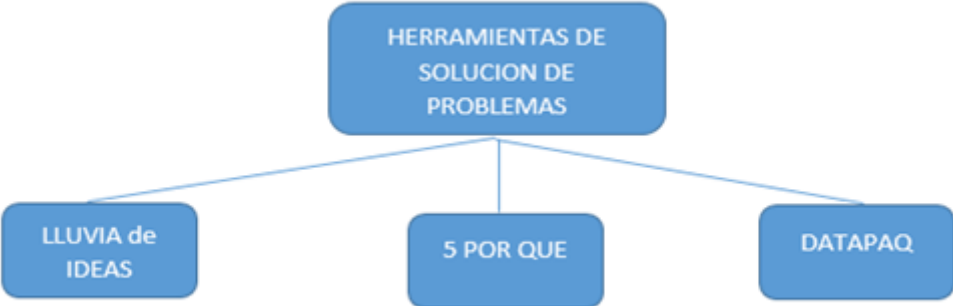 HERRAMIENTAS DE
SOLUCION DE
PROBLEMAS
LLUVIA de
IDEAS
5 POR QUE
DATAPAQ